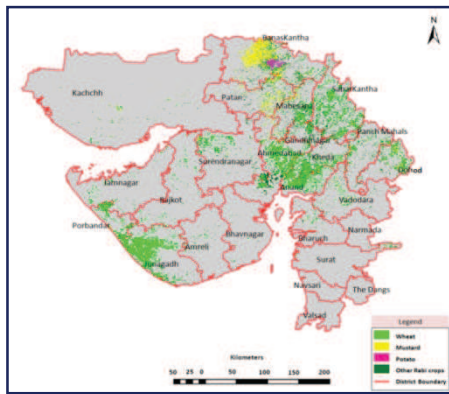 N
BanasKantha
Kachchh
Patan
SabarKantha
Mahesana
Gandhinagar
Panch Mahals
Ahmedabad
Kheda
Surendranagar
Dohod
Jamnagar
Anand
Rajkot
Vadodara
Porbandar
Bhavnagar
Amreli
Bharuch
Narmada
Junagadh
Surat
Navsari
The Dangs
Valsad
Legend
Wheat
Mustard
Potato
Other Rabi crops
District Boundary
Kilometers
50 25 0 50 100 150 200